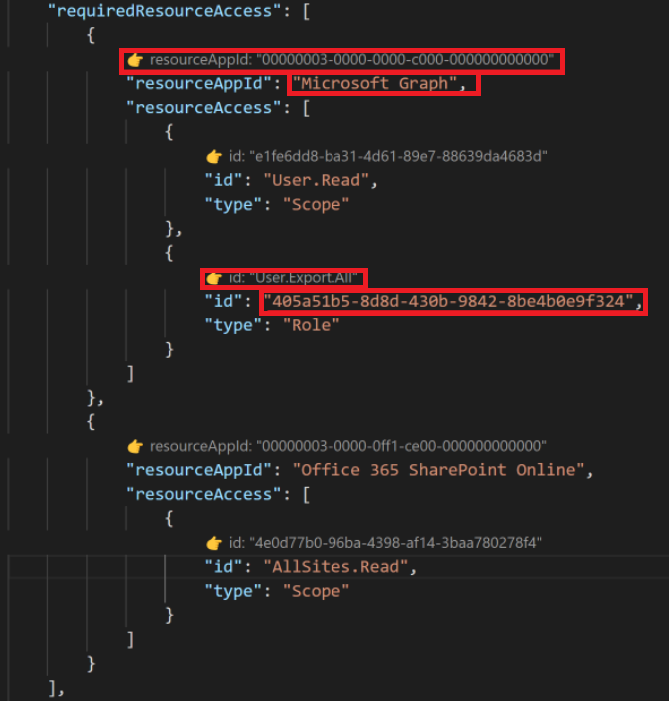 "requiredResourceAccess": [
{
👉 resourceAppId: "00000003-0000-0000-c000-000000000000"
"resourceAppId": "Microsoft Graph",
"resourceAccess": [
{
👉 id: "e1fe6dd8-ba31-4d61-89e7-88639da4683d"
"id": "User.Read",
"type": "Scope"
},
{
👉 id: "User.Export.All"
"id": "405a51b5-8d8d-430b-9842-8be4b0e9f324",
"type": "Role"
}
]
},
{
👉 resourceAppId: "00000003-0000-0ff1-ce00-000000000000"
"resourceAppId": "Office 365 SharePoint Online",
"resourceAccess": [
{
👉 id: "4e0d77b0-96ba-4398-af14-3baa780278f4"
"id": "AllSites.Read",
"type": "Scope"
}
]
}
],